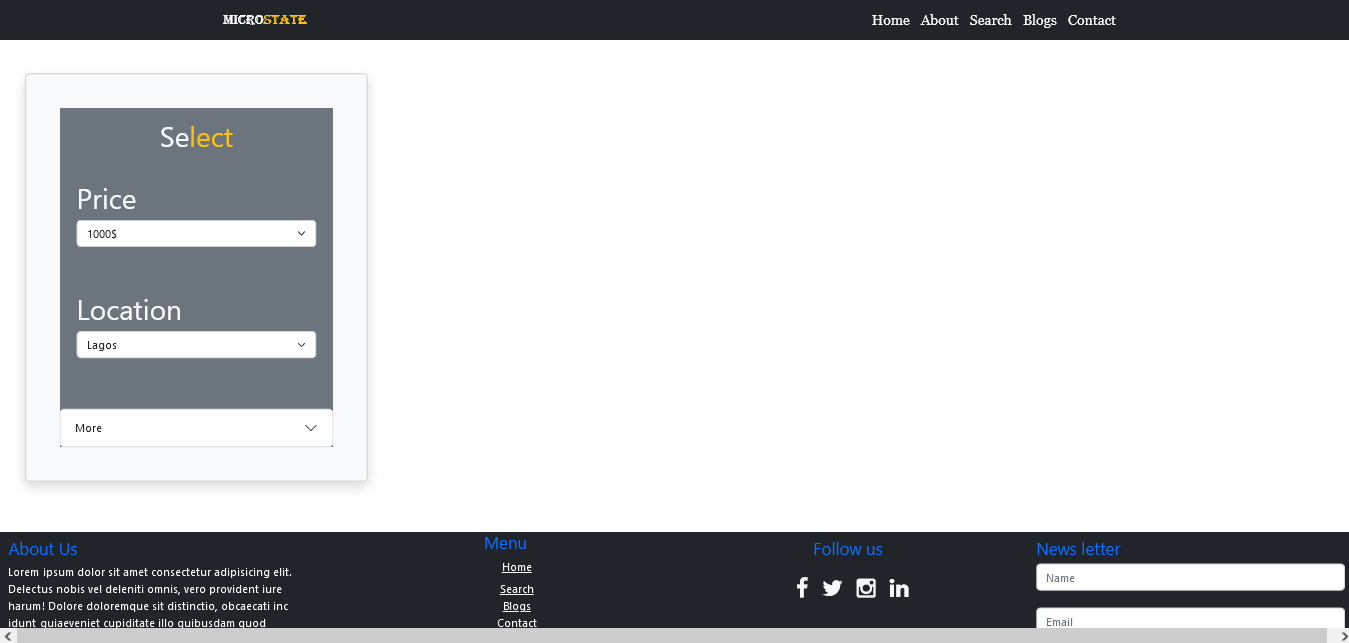 MICROSTATE
Home About Search Blogs Contact
Select
Price
1000$
Location
Lagos
More
About Us
Lorem ipsum dolor sit amet consectetur adipisicing elit.
Delectus nobis vel deleniti omnis, vero provident iure
harum! Dolore doloremque sit distinctio, obcaecati inc
idunt quiaeveniet cupiditate illo quibusdam quod
Menu
Home
Search
Blogs
Contact
Follow us
News letter
Name
Email